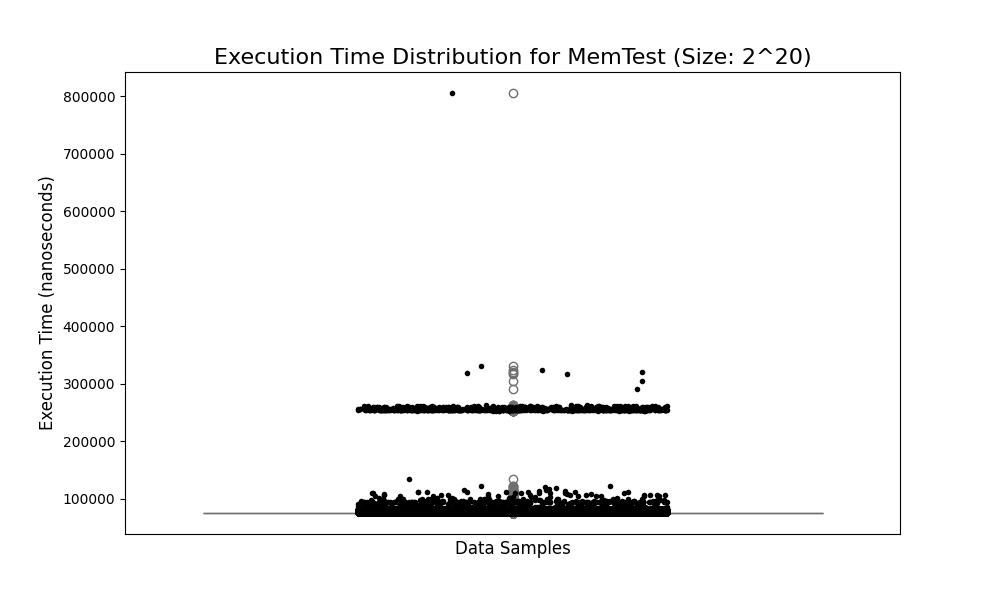 Execution Time Distribution for MemTest (Size: 2^20)
800000
700000
600000
500000
400000
300000
200000
100000
Execution Time (nanoseconds)
Data Samples